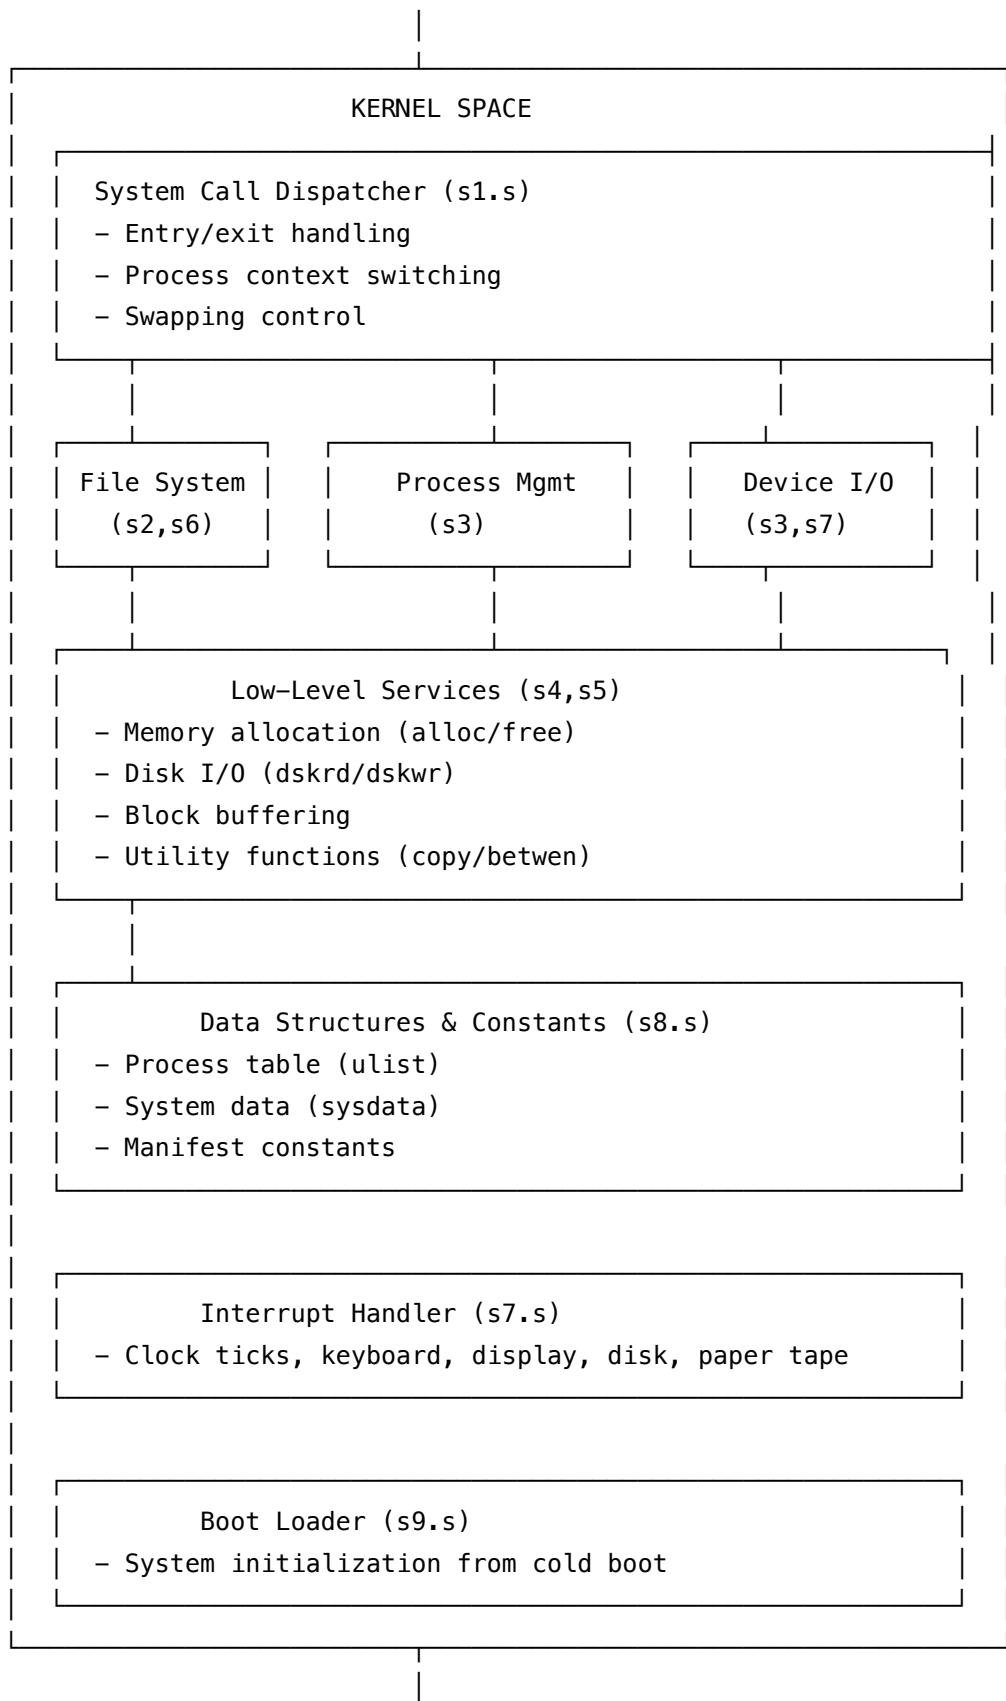 KERNEL SPACE
System Call Dispatcher (s1.s)
– Entry/exit handling
– Process context switching
– Swapping control
File System Process Mgmt Device I/O
(s2,s6) (s3) (s3,s7)
Low–Level Services (s4,s5)
– Memory allocation (alloc/free)
– Disk I/O (dskrd/dskwr)
– Block buffering
– Utility functions (copy/betwen)
Data Structures & Constants (s8.s)
– Process table (ulist)
– System data (sysdata)
– Manifest constants
Interrupt Handler (s7.s)
– Clock ticks, keyboard, display, disk, paper tape
Boot Loader (s9.s)
– System initialization from cold boot